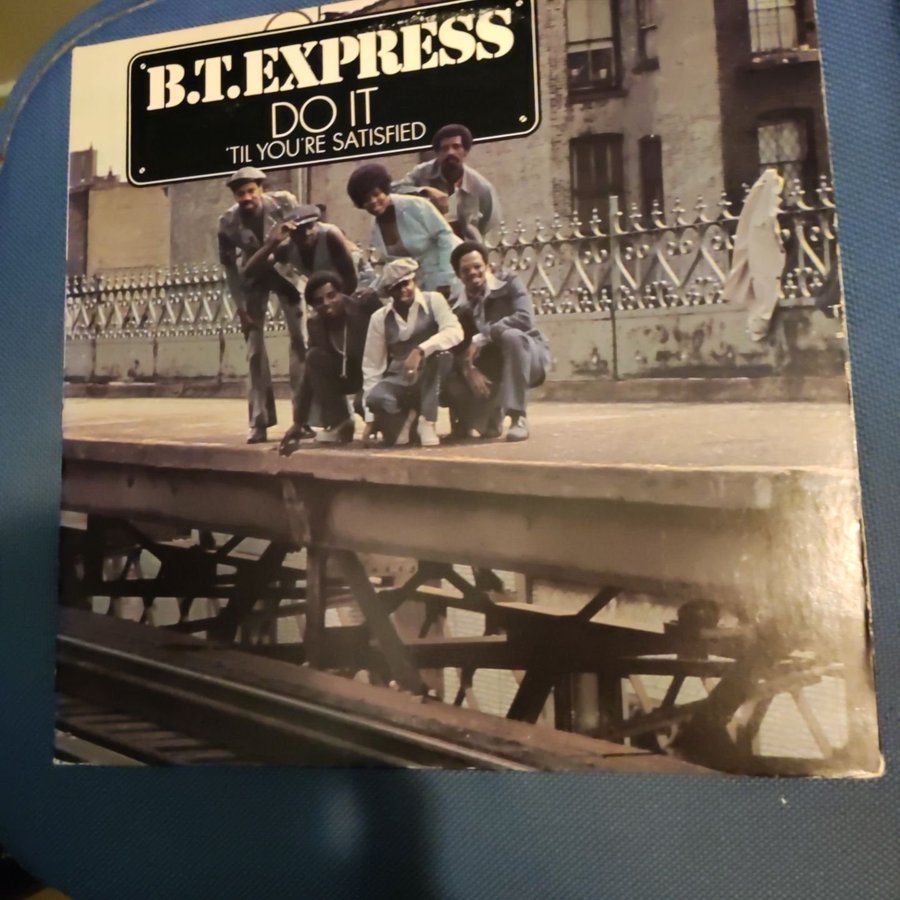 B.T.EXPRESS
DO IT
'TIL YOU'RE SATISFIED